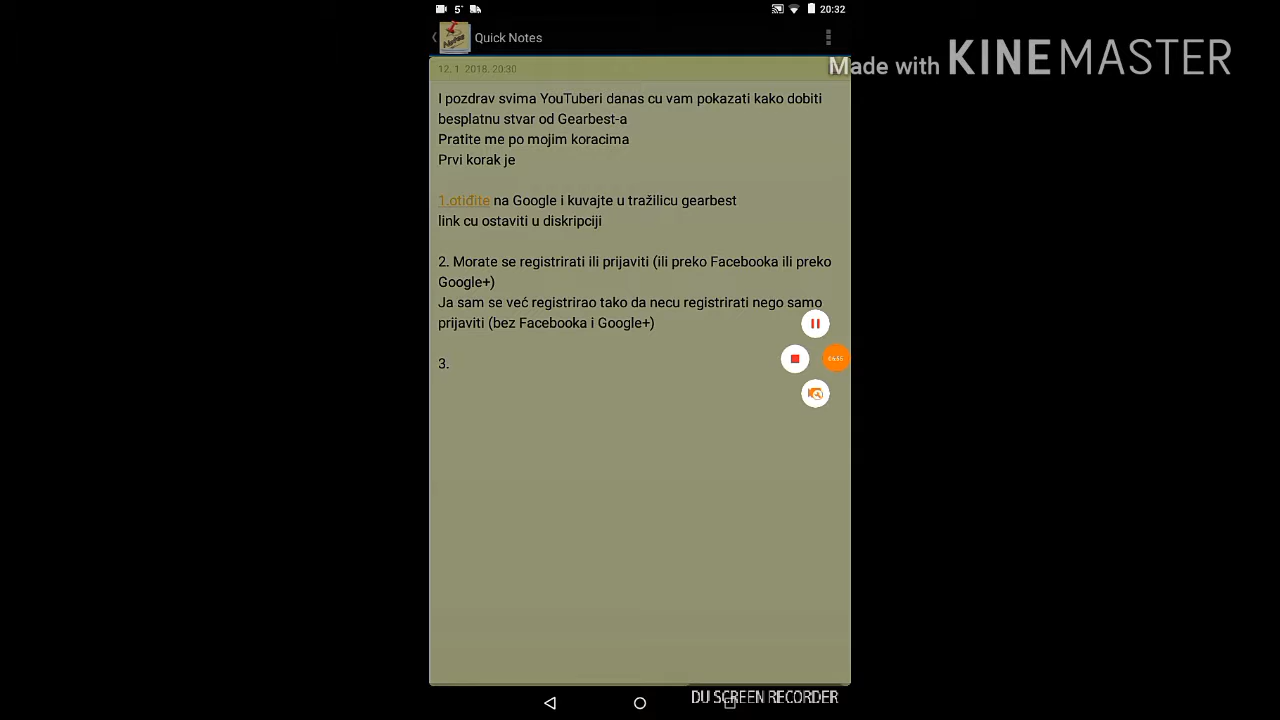 5°
20:32
Quick Notes
Made with KINEMASTER
12. 1. 2018. 20:30
I pozdrav svima YouTuberi danas cu vam pokazati kako dobiti
besplatnu stvar od Gearbest-a
Pratite me po mojim koracima
Prvi korak je
1.otiđite na Google i kuvajte u tražilicu gearbest
link cu ostaviti u diskripciji
2. Morate se registrirati ili prijaviti (ili preko Facebooka ili preko
Google+)
Ja sam se već registrirao tako da necu registrirati nego samo
prijaviti (bez Facebooka i Google+)
3.
DU SCREEN RECORDER